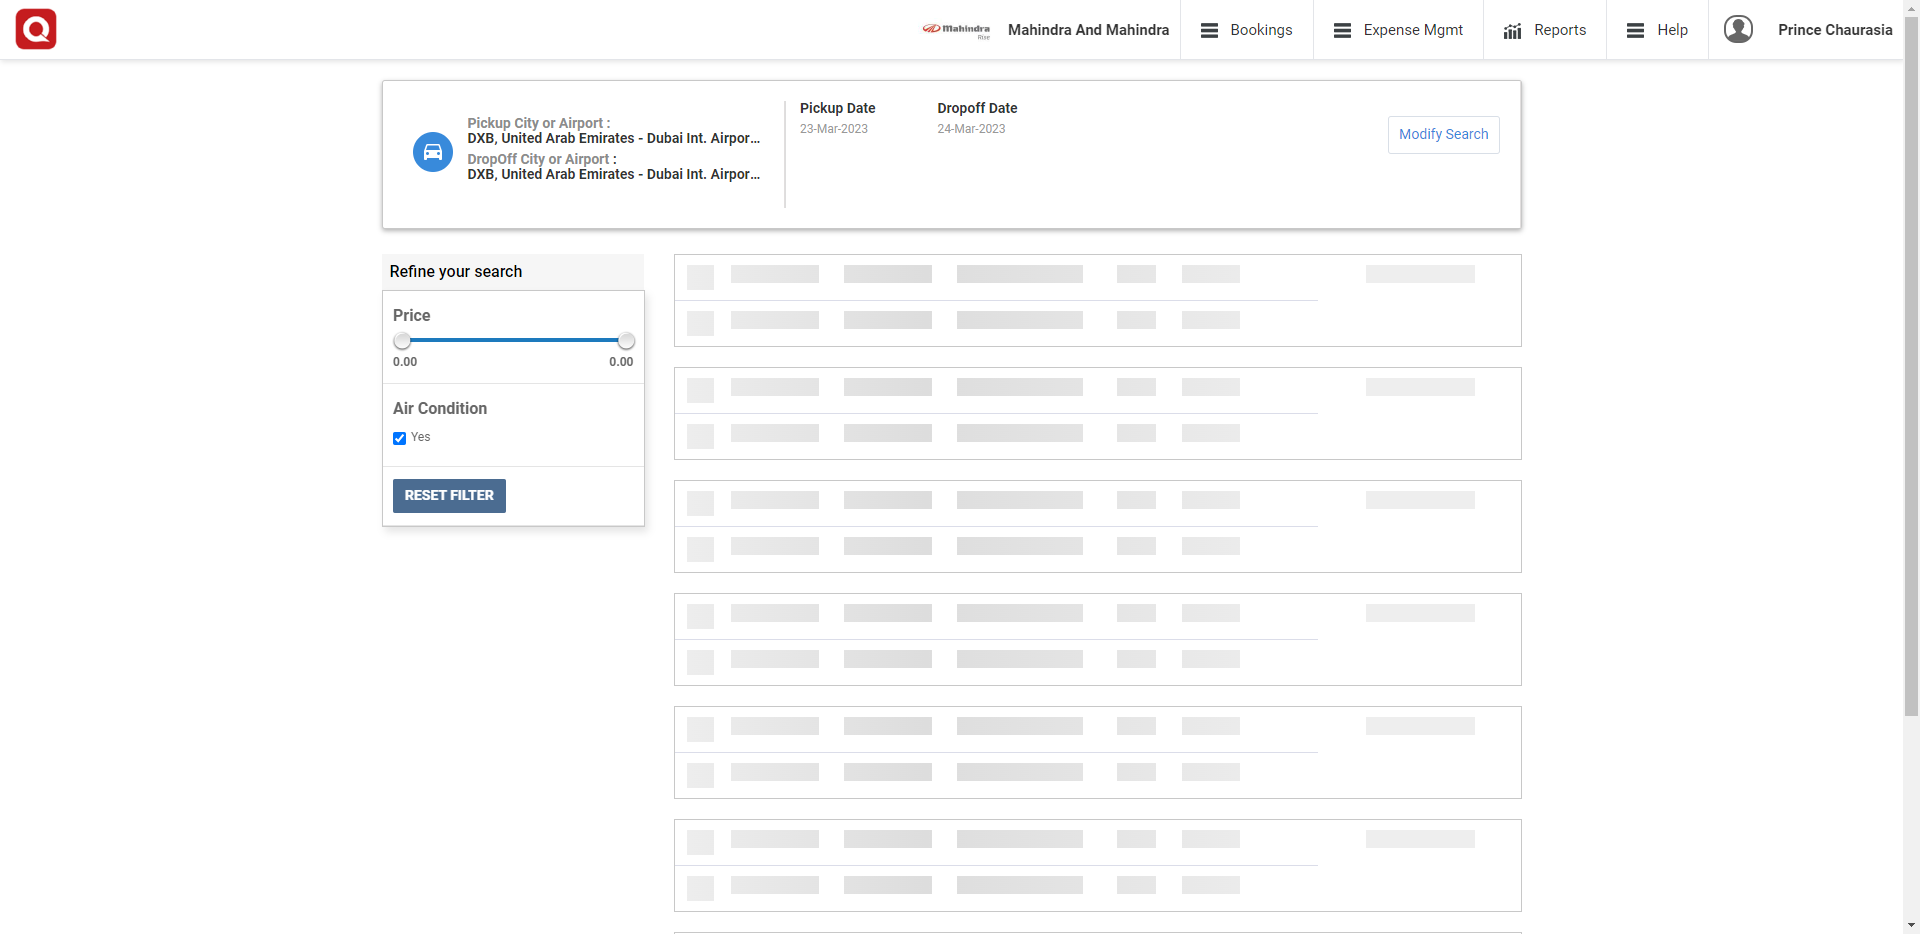 Q
Mahindra
Rise
Mahindra And Mahindra
Bookings
Expense Mgmt
Reports
Help
Prince Chaurasia
Pickup City or Airport :
DXB, United Arab Emirates - Dubai Int. Airpor...
DropOff City or Airport :
DXB, United Arab Emirates - Dubai Int. Airpor...
Pickup Date
23-Mar-2023
Dropoff Date
24-Mar-2023
Modify Search
Refine your search
Price
0.00 0.00
Air Condition
Yes
RESET FILTER